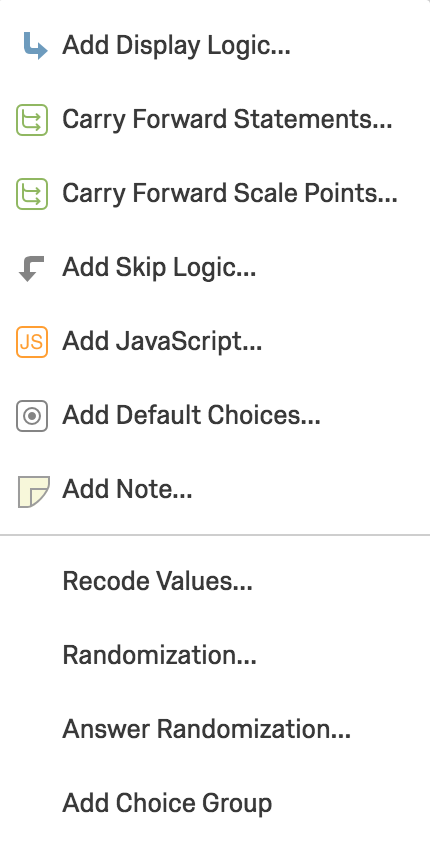 Add Display Logic...
Carry Forward Statements...
Carry Forward Scale Points...
Add Skip Logic...
JS Add JavaScript...
Add Default Choices...
Add Note...
Recode Values...
Randomization...
Answer Randomization...
Add Choice Group